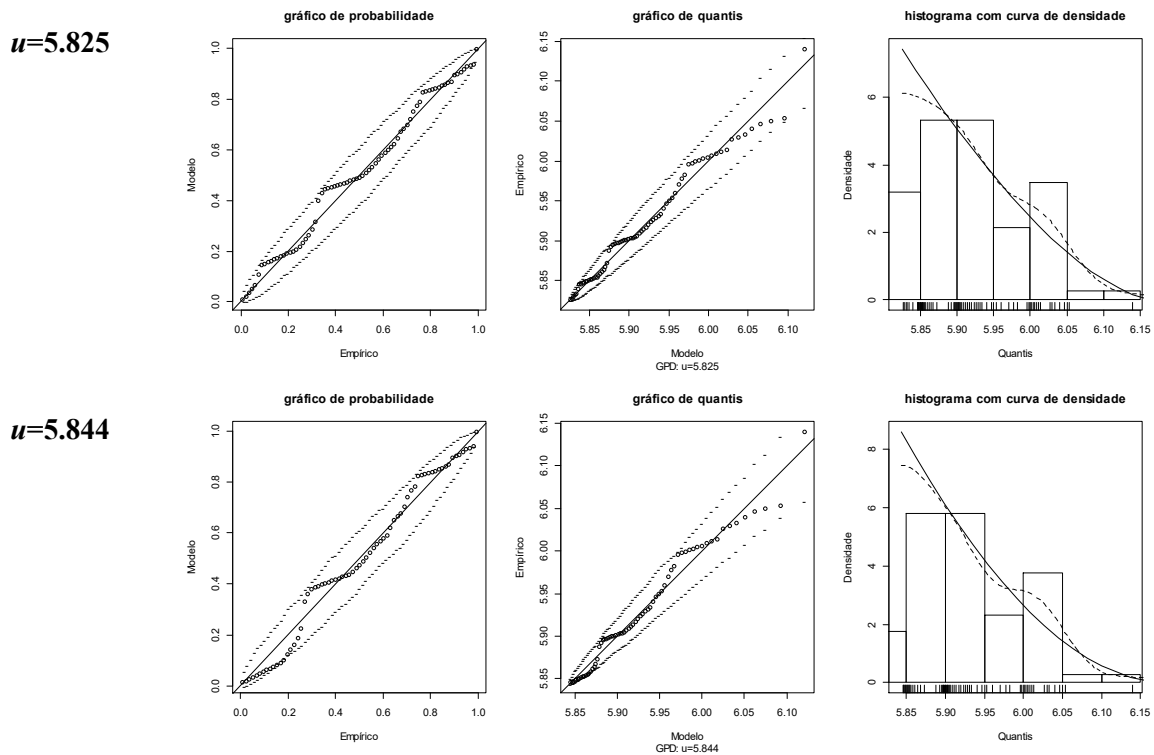 u=5.825
gráfico de probabilidade
Modelo
0.0 0.2 0.4 0.6 0.8 1.0
0.0 0.2 0.4 0.6 0.8 1.0
Empírico
gráfico de quantis
Empírico
5.85 5.90 5.95 6.00 6.05 6.10 6.15
5.85 5.90 5.95 6.00 6.05 6.10
Modelo
GPD: u=5.825
histograma com curva de densidade
Densidade
0 2 4 6
5.85 5.90 5.95 6.00 6.05 6.10 6.15
Quantis
u=5.844
gráfico de probabilidade
Modelo
0.0 0.2 0.4 0.6 0.8 1.0
0.0 0.2 0.4 0.6 0.8 1.0
Empírico
gráfico de quantis
Empírico
5.85 5.90 5.95 6.00 6.05 6.10 6.15
5.85 5.90 5.95 6.00 6.05 6.10
Modelo
GPD: u=5.844
histograma com curva de densidade
Densidade
0 2 4 6 8
5.85 5.90 5.95 6.00 6.05 6.10 6.15
Quantis